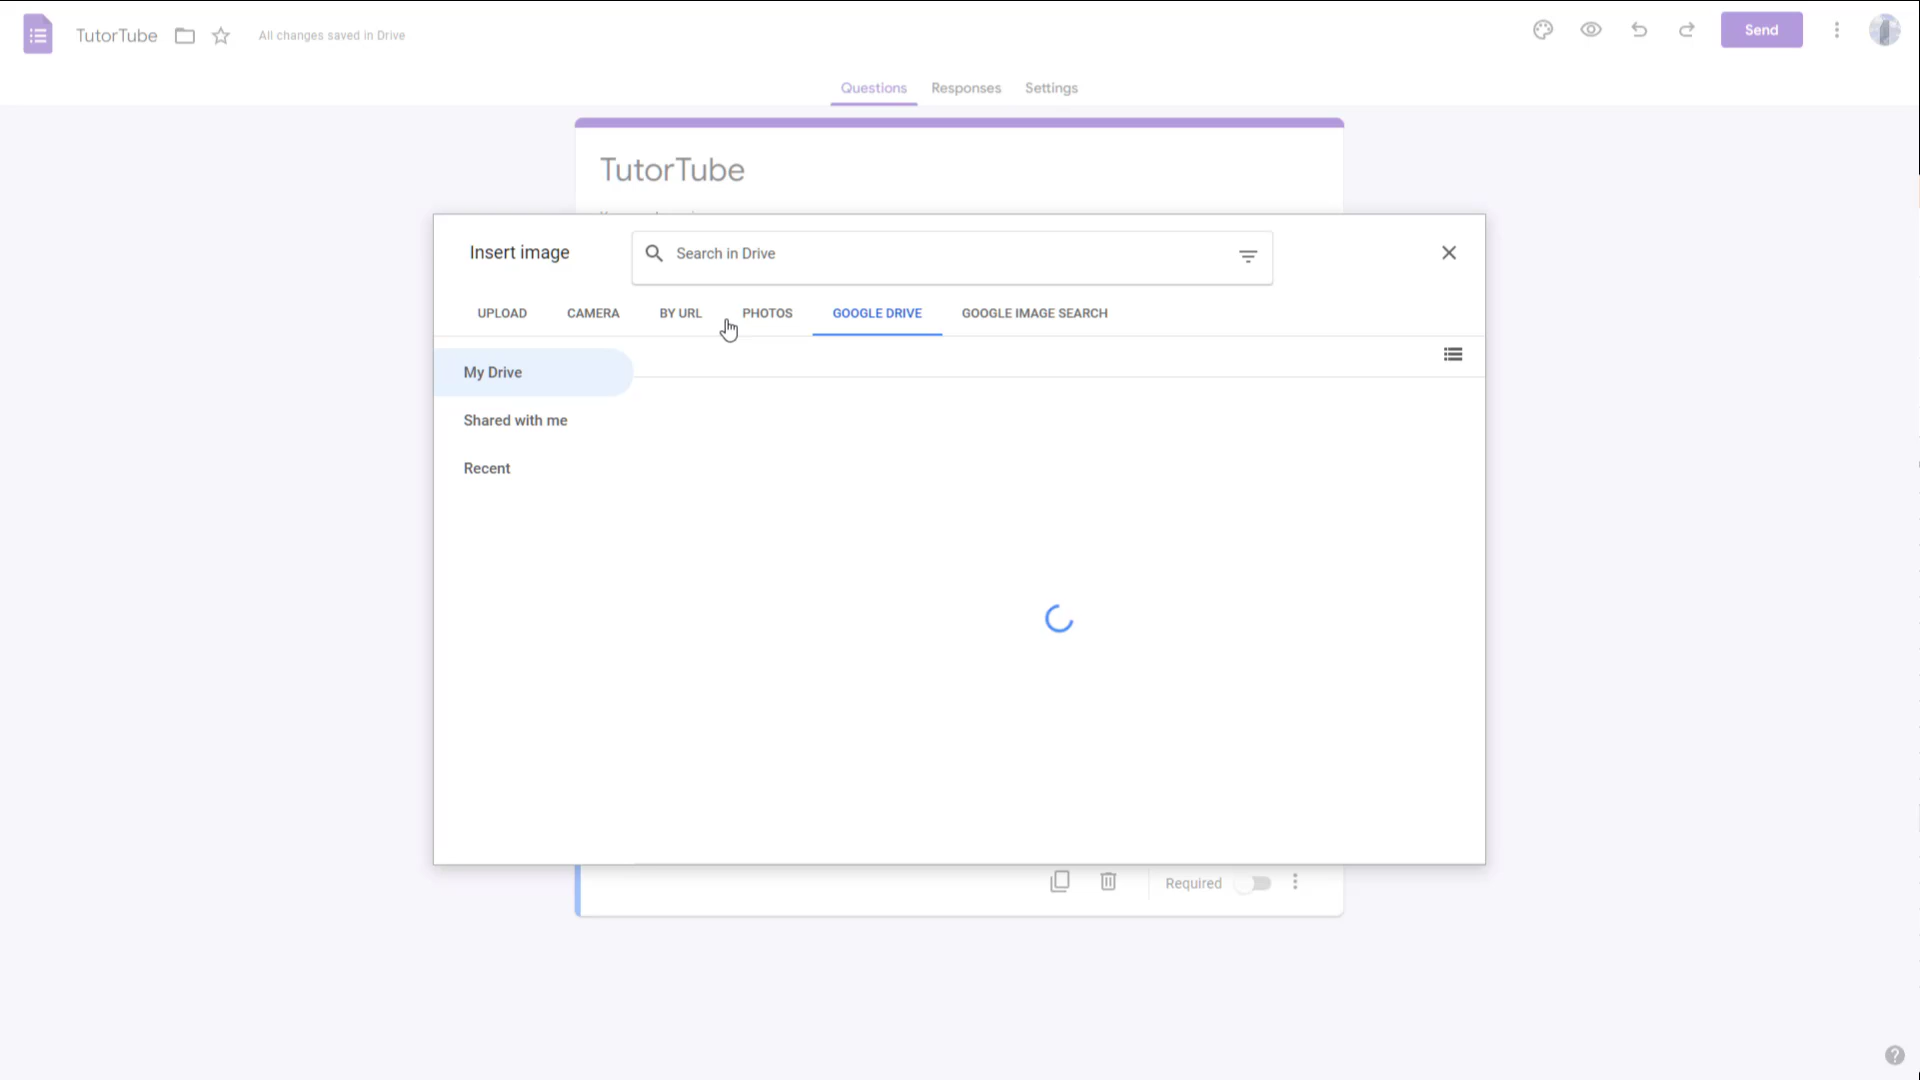 TutorTube
All changes saved in Drive
Send
Questions Responses Settings
TutorTube
Insert image
Search in Drive
UPLOAD CAMERA BY URL PHOTOS GOOGLE DRIVE GOOGLE IMAGE SEARCH
My Drive
Shared with me
Recent
Required